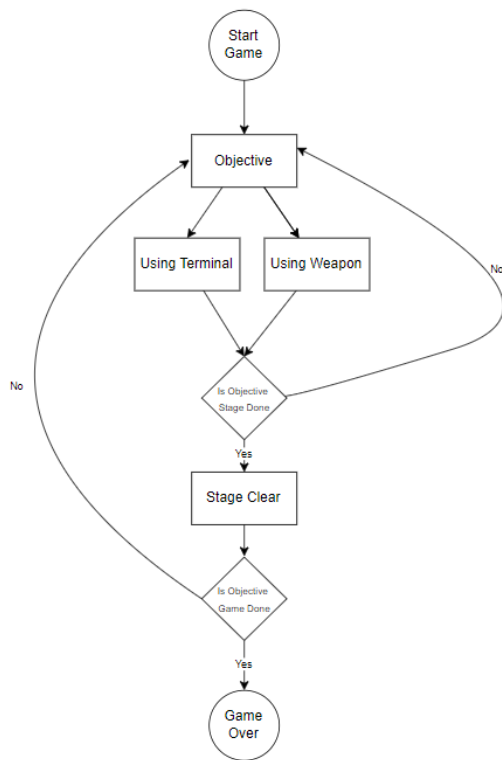 Start
Game
Objective
Using Terminal
Using Weapon
No
Is Objective
Stage Done
No
Yes
Stage Clear
Is Objective
Game Done
Yes
Game
Over